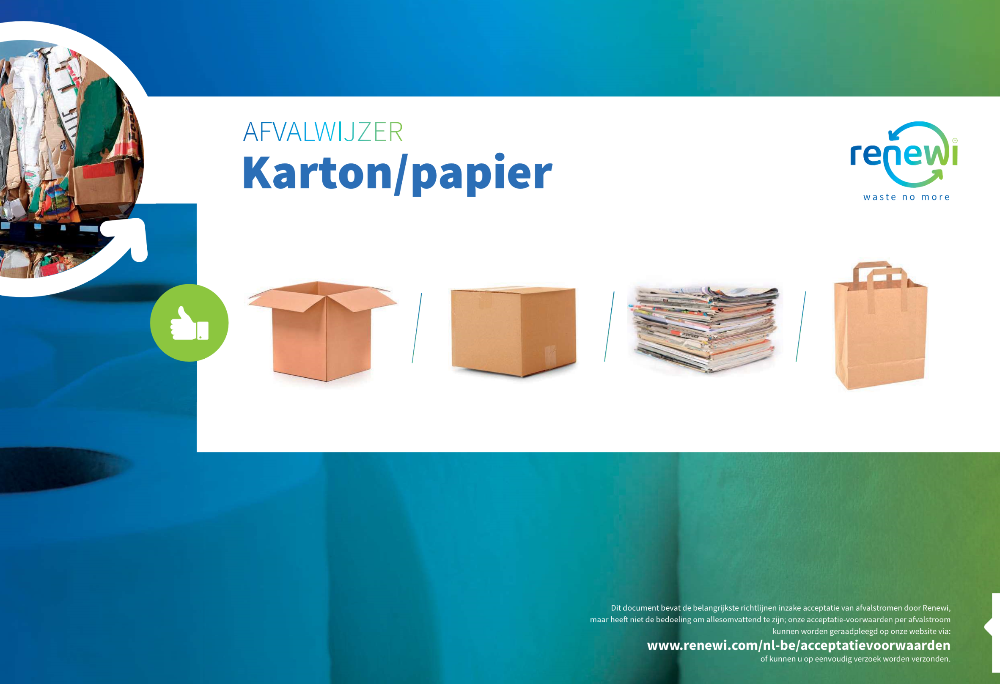 AFVALWIJZER
Karton/papier
renewi
waste no more
Dit document bevat de belangrijkste richtlijnen inzake acceptatie van afvalstromen door Renewi,
maar heeft niet de bedoeling om allesomvattend te zijn; onze acceptatie-voorwaarden per afvalstroom
kunnen worden geraadpleegd op onze website via:
www.renewi.com/nl-be/acceptatievoorwaarden
of kunnen u op eenvoudig verzoek worden verzonden.